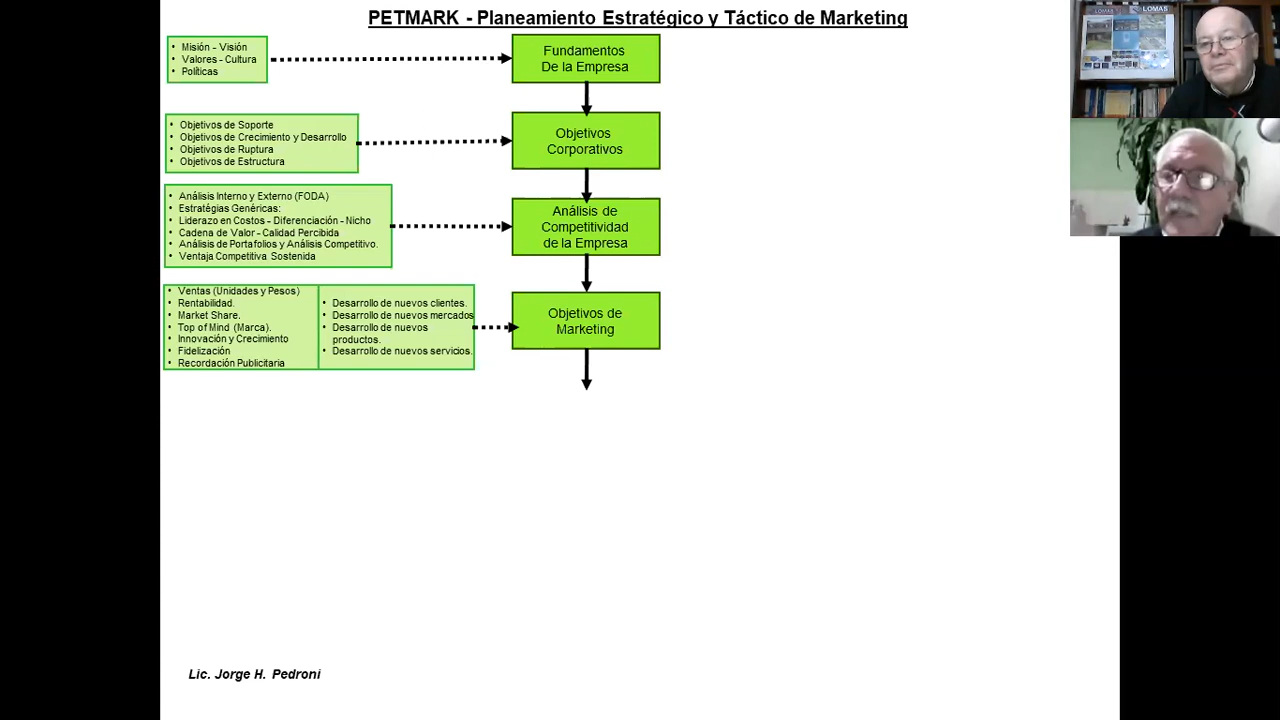 PETMARK - Planeamiento Estratégico y Táctico de Marketing
• Misión - Visión
• Valores - Cultura
• Políticas
Fundamentos
De la Empresa
• Objetivos de Soporte
• Objetivos de Crecimiento y Desarrollo
• Objetivos de Ruptura
• Objetivos de Estructura
Objetivos
Corporativos
• Análisis Interno y Externo (FODA)
• Estratégias Genéricas:
• Liderazo en Costos - Diferenciación - Nicho
• Cadena de Valor - Calidad Percibida
• Análisis de Portafolios y Análisis Competitivo.
• Ventaja Competitiva Sostenida
Análisis de
Competitividad
de la Empresa
• Ventas (Unidades y Pesos)
• Rentabilidad.
• Market Share.
• Top of Mind (Marca).
• Innovación y Crecimiento
• Fidelización
• Recordación Publicitaria
• Desarrollo de nuevos clientes.
• Desarrollo de nuevos mercados
• Desarrollo de nuevos
productos.
• Desarrollo de nuevos servicios.
Objetivos de
Marketing
Lic. Jorge H. Pedroni
LOMAS